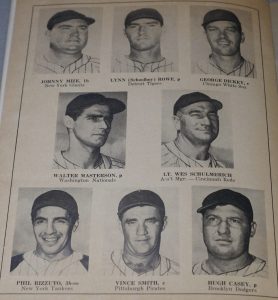 JOHNNY MIZE, 1b
New York Giants
LYNN (Schoolboy) ROWE, p
Detroit Tigers
GEORGE DICKEY, c
Chicago White Sox
WALTER MASTERSON, p
Washington Nationals
LT. WES SCHULMERICH
Ass't Mgr. — Cincinnati Reds
PHIL RIZZUTO,
New York Yankees
VINCE SMITH, c
Pittsburgh Pirates
HUGH CASEY, p
Brooklyn Dodgers